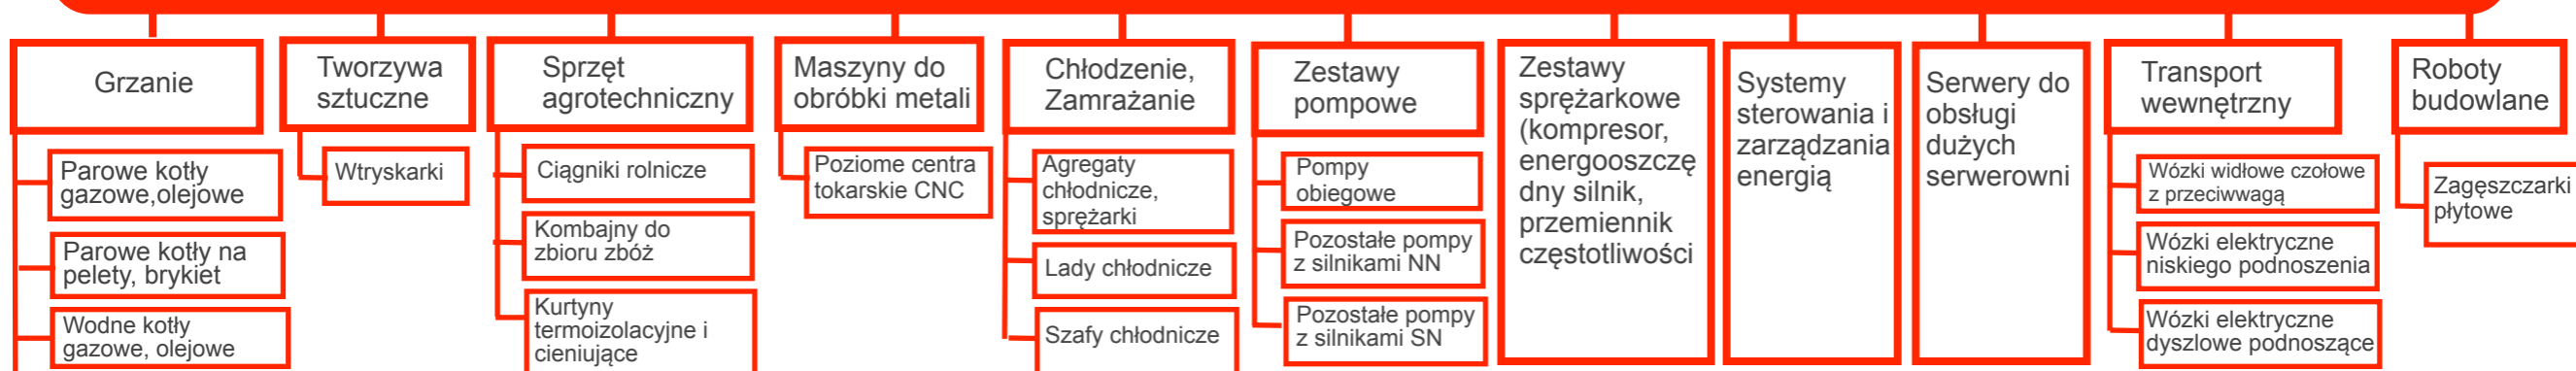 Grzanie
Parowe kotły
gazowe,olejowe
Parowe kotły na
pelety, brykiet
Wodne kotły
gazowe, olejowe
Tworzywa
sztuczne
Wtryskarki
Sprzęt
agrotechniczny
Ciągniki rolnicze
Kombajny do
zbioru zbóż
Kurtyny
termoizolacyjne i
cieniujące
Maszyny do
obróbki metali
Poziome centra
tokarskie CNC
Chłodzenie,
Zamrażanie
Agregaty
chłodnicze,
sprężarki
Lady chłodnicze
Szafy chłodnicze
Zestawy
pompowe
Pompy
obiegowe
Pozostałe pompy
z silnikami NN
Pozostałe pompy
z silnikami SN
Zestawy
sprężarkowe
(kompresor,
energooszczę
dny silnik,
przemiennik
częstotliwości
Systemy
sterowania i
zarządzania
energią
Serwery do
obsługi
dużych
serwerowni
Transport
wewnętrzny
Wózki widłowe czołowe
z przeciwwagą
Wózki elektryczne
niskiego podnoszenia
Wózki elektryczne
dyszlowe podnoszące
Roboty
budowlane
Zagęszczarki
płytowe